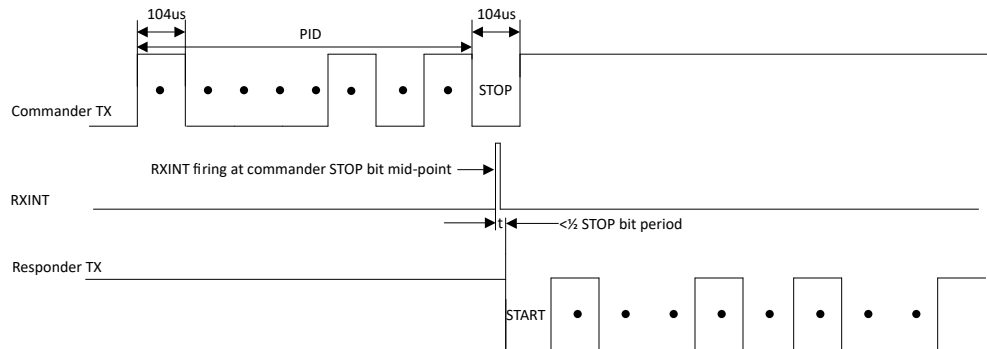 104us
104us
PID
STOP
Commander TX
RXINT firing at commander STOP bit mid-point
RXINT
t
<½ STOP bit period
Responder TX
START